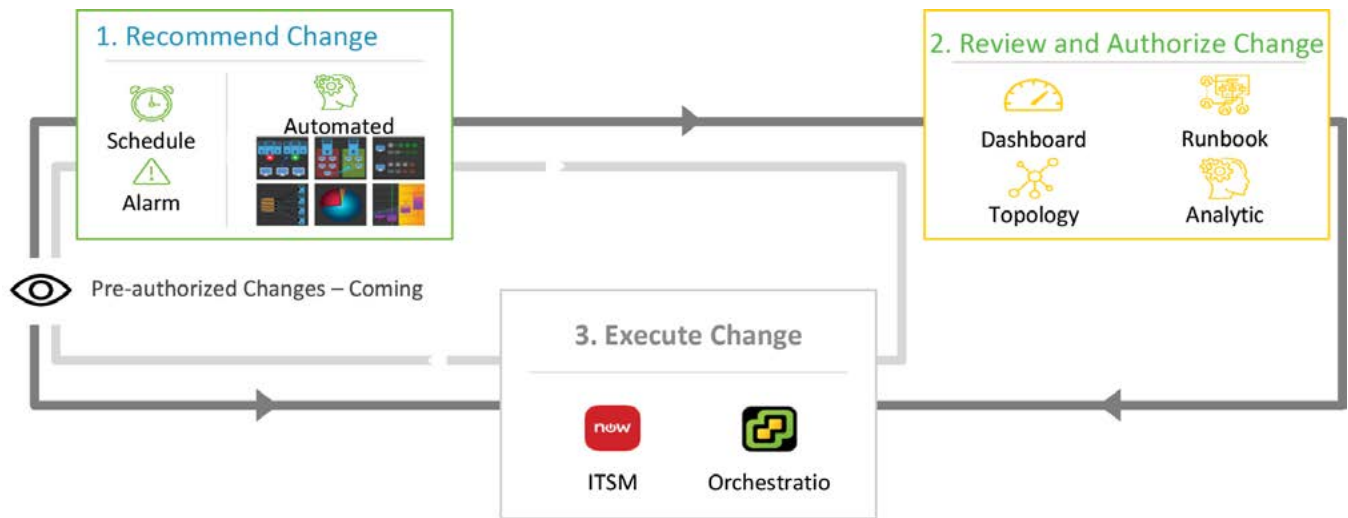 1. Recommend Change
Schedule
Alarm
Automated
2. Review and Authorize Change
Dashboard
Runbook
Topology
Analytic
Pre-authorized Changes – Coming
3. Execute Change
now
ITSM
Orchestratio